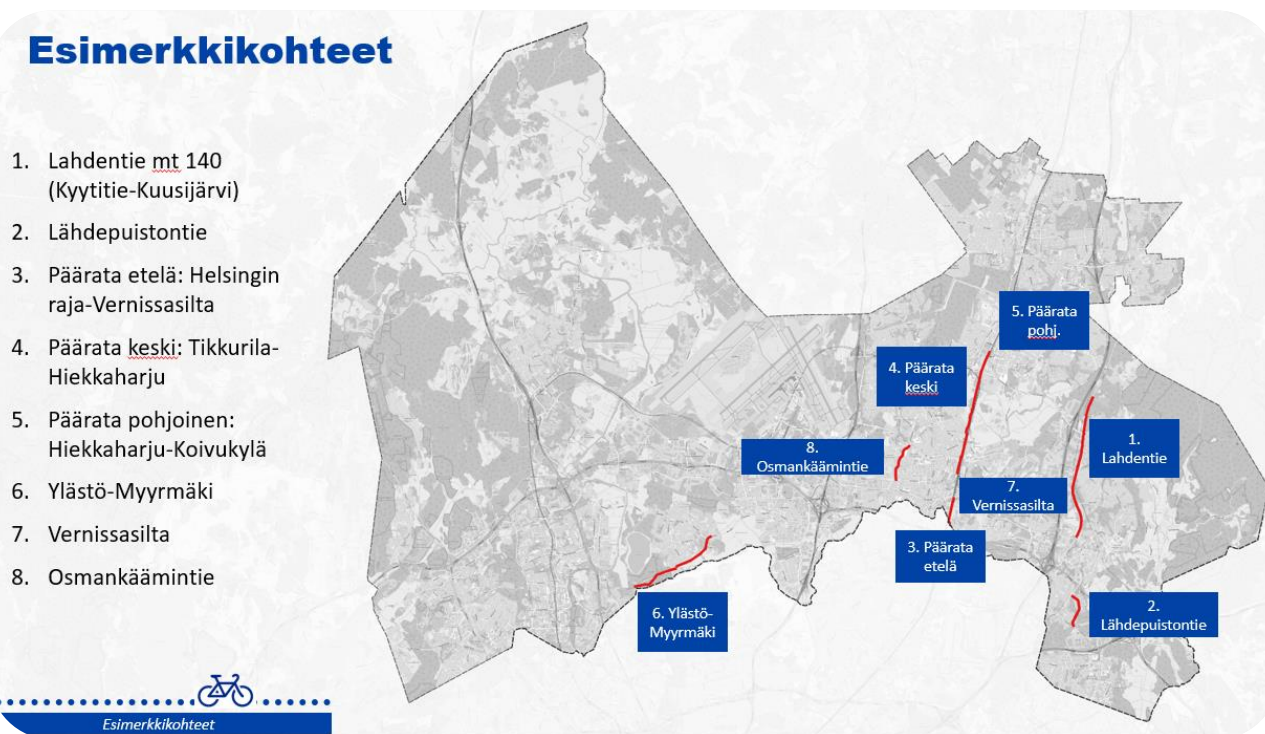 Esimerkkikohteet
1. Lahdentie mt 140
(Kyytitie-Kuusijärvi)
2. Lähdepuistontie
3. Päärata etelä: Helsingin
raja-Vernissasilta
4. Päärata keski: Tikkurila-
Hiekkaharju
5. Päärata pohjoinen:
Hiekkaharju-Koivukylä
6. Ylästö-Myyrmäki
7. Vernissasilta
8. Osmankäämintie
5. Päärata
pohj.
4. Päärata
keski
1.
Lahdentie
8.
Osmankäämintie
7.
Vernissasilta
3. Päärata
etelä
6. Ylästö-
Myyrmäki
2.
Lähdepuistontie
Esimerkkikohteet